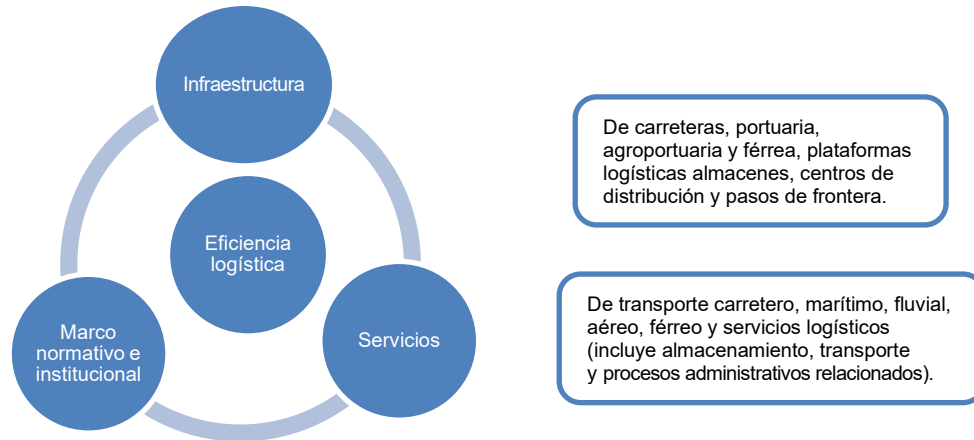 Infraestructura
Eficiencia
logística
Marco
normativo e
institucional
Servicios
De carreteras, portuaria,
agroportuaria y férrea, plataformas
logísticas almacenes, centros de
distribución y pasos de frontera.
De transporte carretero, marítimo, fluvial,
aéreo, férreo y servicios logísticos
(incluye almacenamiento, transporte
y procesos administrativos relacionados).